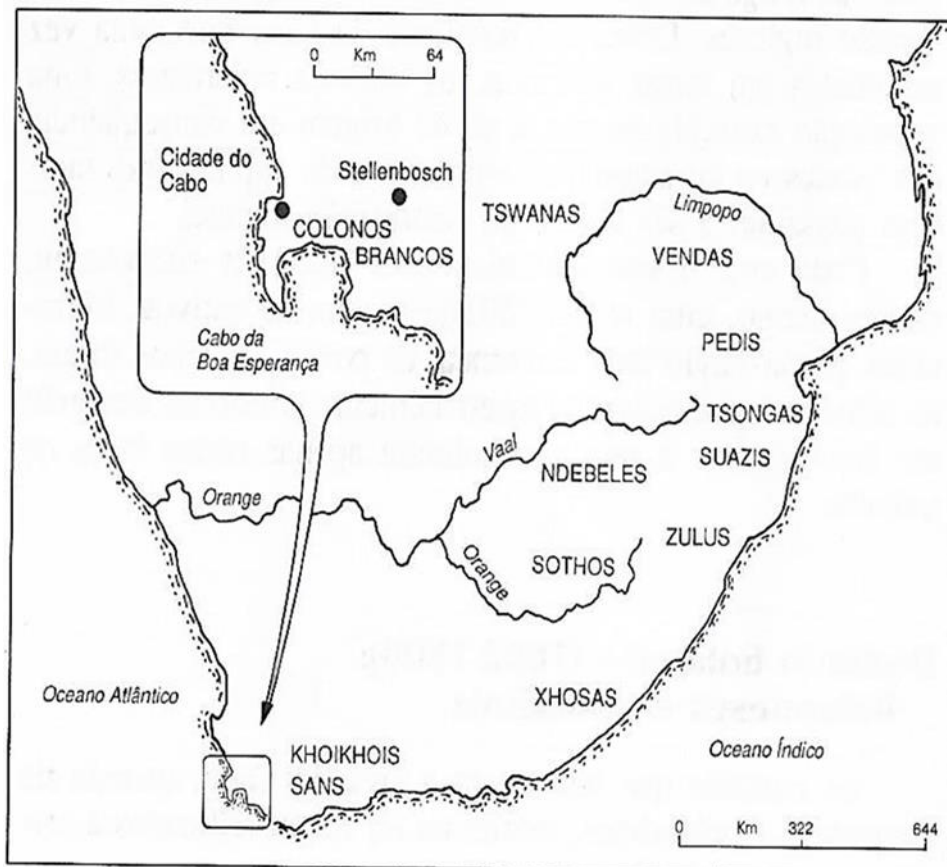 0 Km 64
Cidade do
Cabo
Stellenbosch
COLONOS
BRANCOS
Cabo da
Boa Esperança
TSWANAS
Limpopo
VENDAS
PEDIS
TSONGAS
Vaal
NDEBELES
SUAZIS
Orange
ZULUS
Orange
SOTHOS
XHOSAS
Oceano Atlântico
Oceano Índico
KHOIKHOIS
SANS
0 Km 322 644